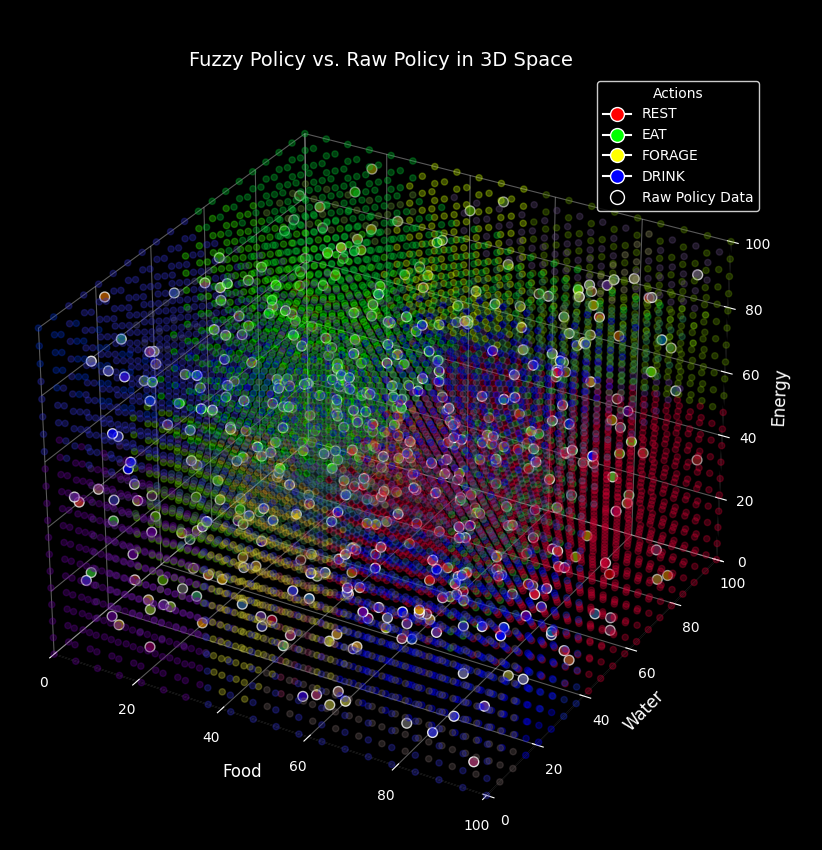 Fuzzy Policy vs. Raw Policy in 3D Space
Actions
REST
EAT
FORAGE
DRINK
Raw Policy Data
100
80
60
40
20
0
Energy
100
80
60
40
20
0
Water
0
20
40
60
80
100
Food